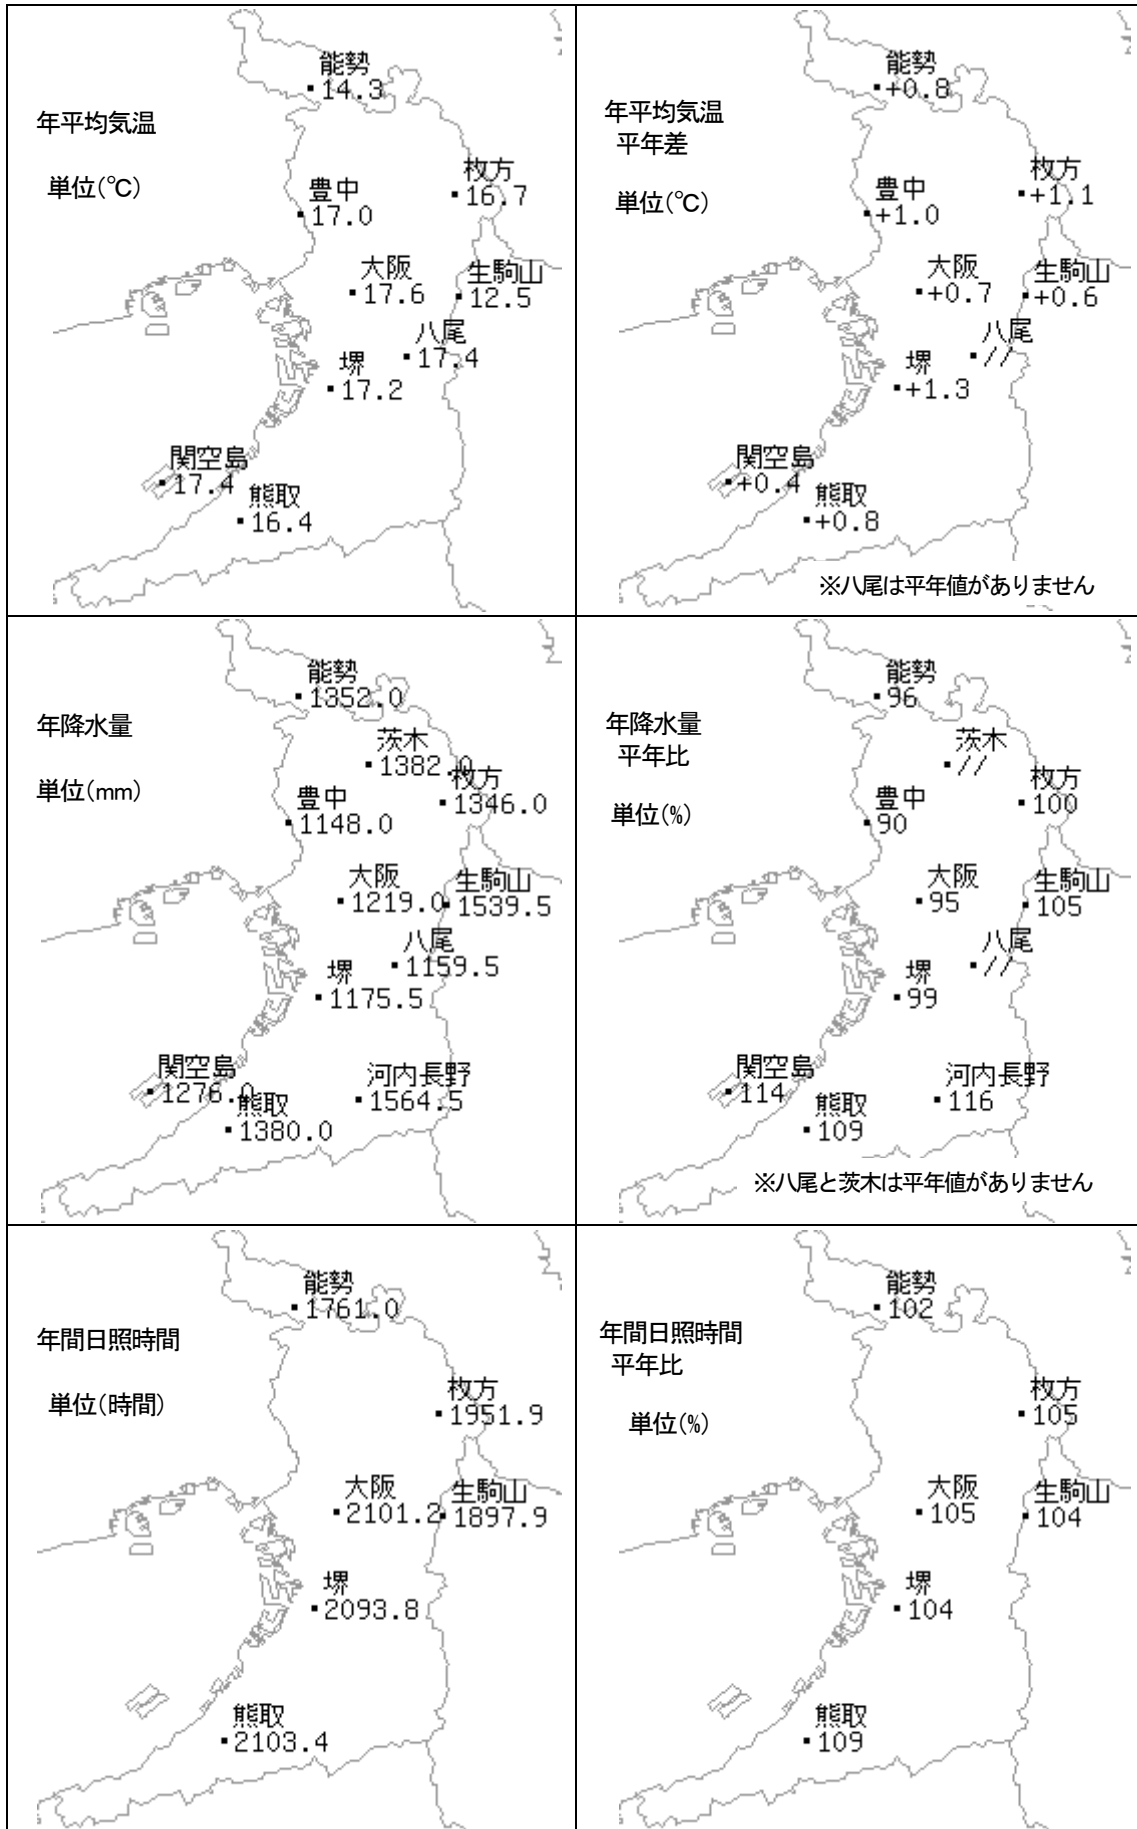 年平均気温
単位(℃)
能勢
14.3
枚方
16.7
豊中
17.0
大阪
17.6
生駒山
12.5
八尾
17.4
堺
17.2
関空島
17.4
熊取
16.4
年平均気温
平年差
単位(℃)
能勢
+0.8
枚方
+1.1
豊中
+1.0
大阪
+0.7
生駒山
+0.6
八尾
//
堺
+1.3
関空島
+0.4
熊取
+0.8
※八尾は平年値がありません
年降水量
単位(mm)
能勢
1352.0
茨木
1382.0
枚方
1346.0
豊中
1148.0
大阪
1219.0
生駒山
1539.5
八尾
1159.5
堺
1175.5
関空島
1276.0
河内長野
1564.5
熊取
1380.0
年降水量
平年比
単位(%)
能勢
96
茨木
//
枚方
100
豊中
90
大阪
95
生駒山
105
八尾
//
堺
99
関空島
114
河内長野
116
熊取
109
※八尾と茨木は平年値がありません
年間日照時間
単位(時間)
能勢
1761.0
枚方
1951.9
大阪
2101.2
生駒山
1897.9
堺
2093.8
熊取
2103.4
年間日照時間
平年比
単位(%)
能勢
102
枚方
105
大阪
105
生駒山
104
堺
104
熊取
109